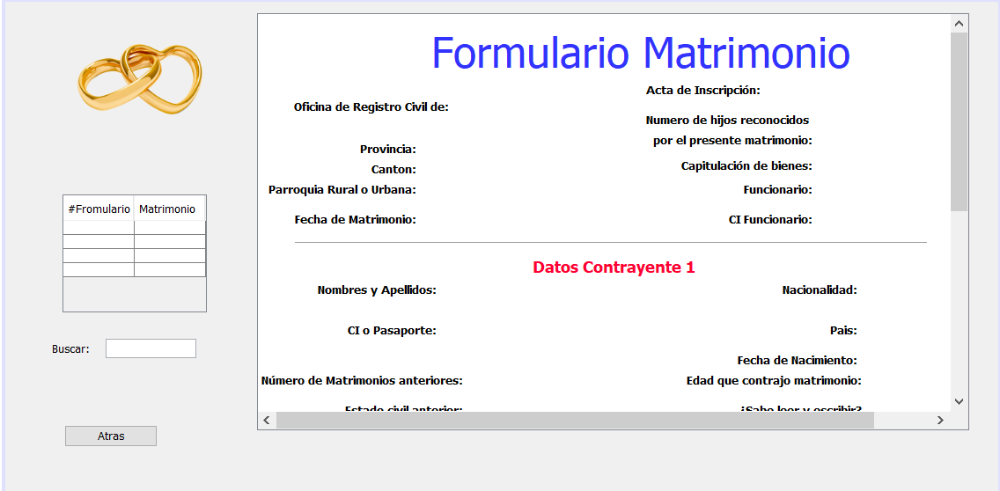 Formulario Matrimonio
Acta de Inscripción:
Oficina de Registro Civil de:
Numero de hijos reconocidos
por el presente matrimonio:
Provincia:
Canton:
Capitulación de bienes:
Parroquia Rural o Urbana:
Funcionario:
Fecha de Matrimonio:
CI Funcionario:
Datos Contrayente 1
Nombres y Apellidos:
Nacionalidad:
CI o Pasaporte:
Pais:
Fecha de Nacimiento:
Número de Matrimonios anteriores:
Edad que contrajo matrimonio:
Estado civil anterior:
¿Sabe leer y escribir?
#Fromulario Matrimonio
Buscar:
Atras